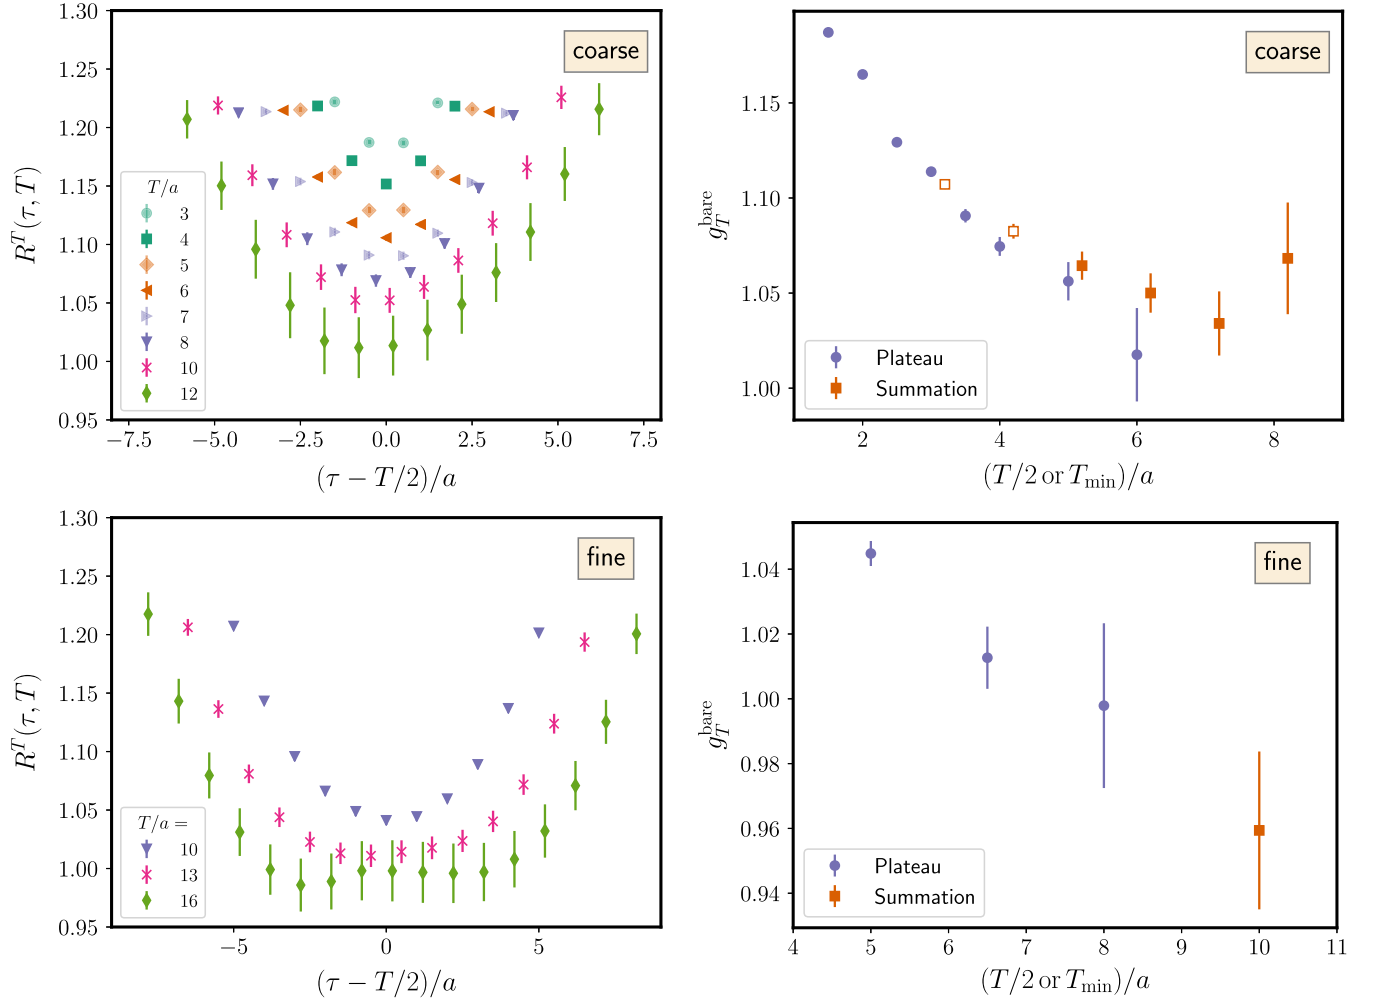 1.30
1.25
1.20
1.15
1.10
1.05
1.00
0.95
R^T(τ, T)
coarse
T/a
3
4
5
6
7
8
10
12
−7.5 −5.0 −2.5 0.0 2.5 5.0 7.5
(τ − T/2)/a
1.15
1.10
1.05
1.00
g_T^bare
coarse
Plateau
Summation
2 4 6 8
(T/2 or T_min)/a
1.30
1.25
1.20
1.15
1.10
1.05
1.00
0.95
R^T(τ, T)
fine
T/a =
10
13
16
−5 0 5
(τ − T/2)/a
1.04
1.02
1.00
0.98
0.96
0.94
g_T^bare
fine
Plateau
Summation
4 5 6 7 8 9 10 11
(T/2 or T_min)/a